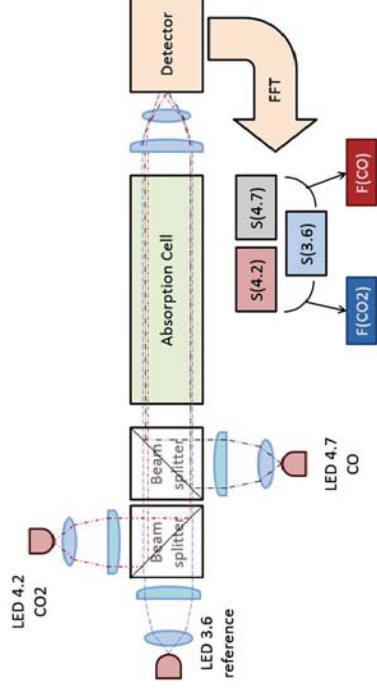 LED 4.2
CO2
LED 3.6
reference
Beam
splitter
Beam
splitter
LED 4.7
CO
Absorption Cell
Detector
FFT
S(4.2)
S(4.7)
S(3.6)
F(CO2)
F(CO)